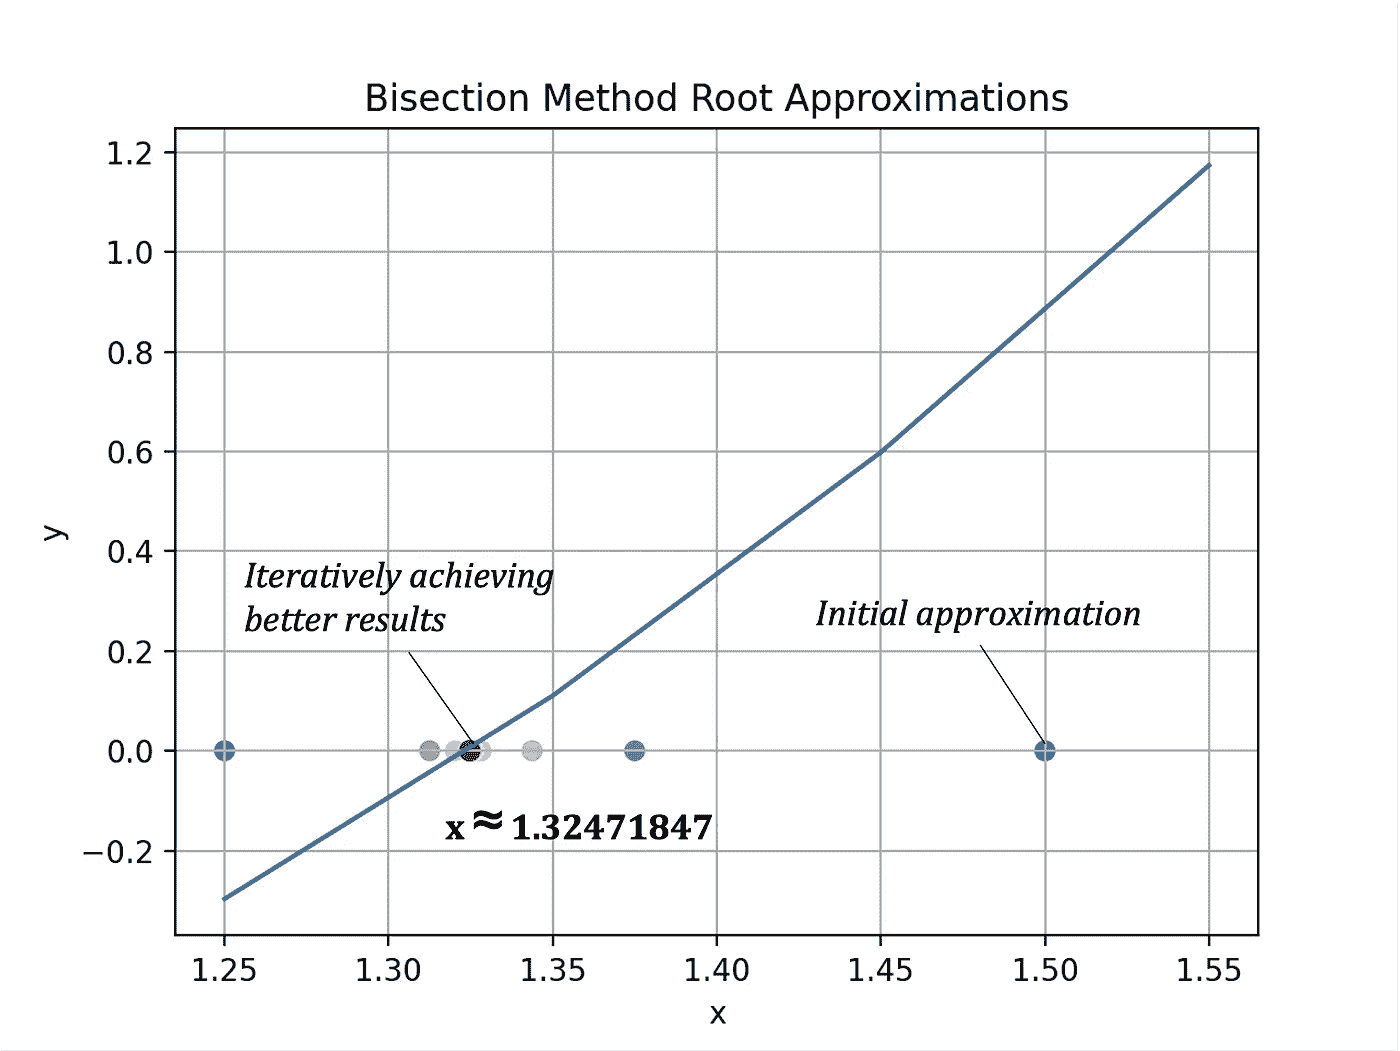 Bisection Method Root Approximations
1.2
1.0
0.8
0.6
0.4
0.2
0.0
−0.2
y
Iteratively achieving
better results
Initial approximation
x ≈ 1.32471847
1.25 1.30 1.35 1.40 1.45 1.50 1.55
x